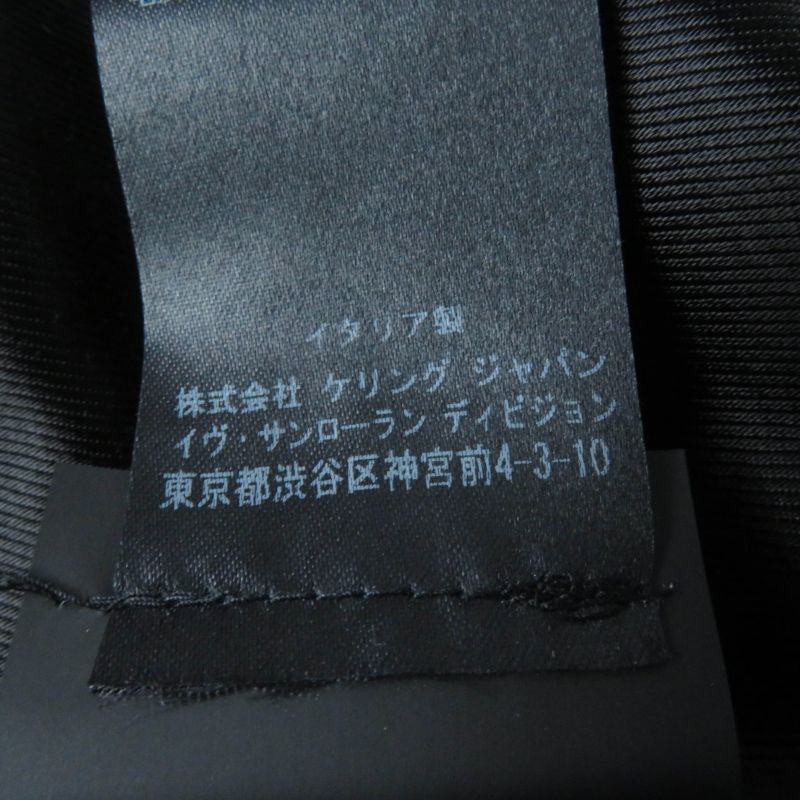 イタリア製
株式会社 ケリング ジャパン
イヴ・サンローラン ディビジョン
東京都渋谷区神宮前4-3-10